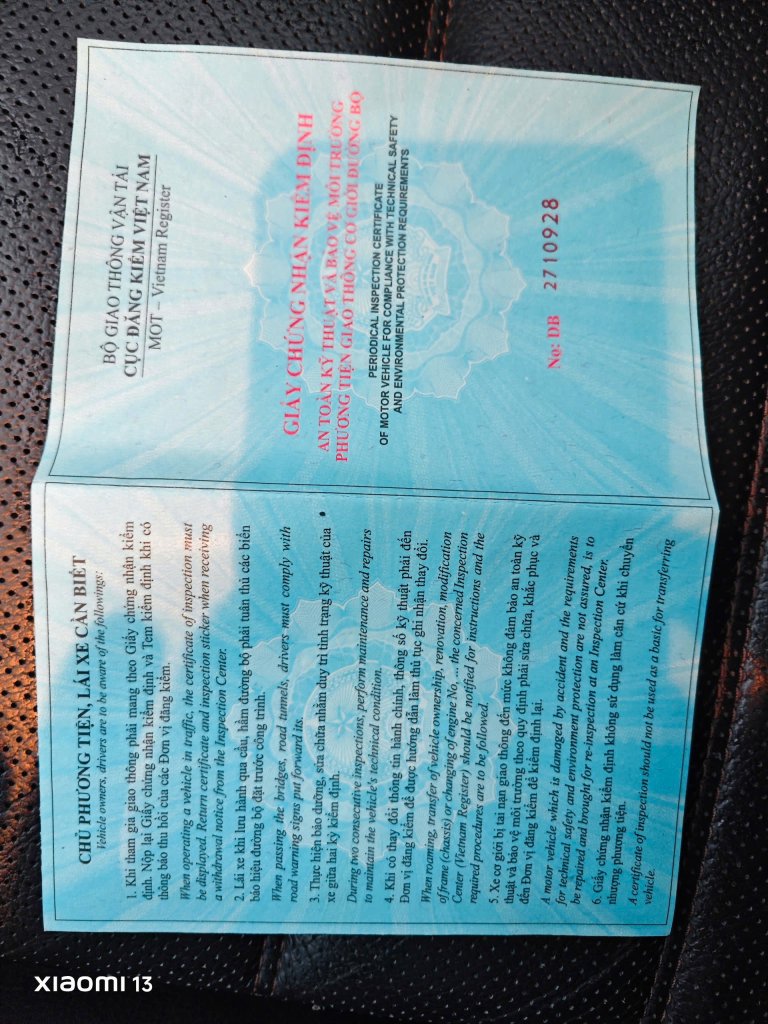 CHỦ PHƯƠNG TIỆN, LÁI XE CẦN BIẾT
Vehicle owners, drivers are to be aware of the followings:
1. Khi tham gia giao thông phải mang theo Giấy chứng nhận kiểm
định. Nộp lại Giấy chứng nhận kiểm định và Tem kiểm định khi có
thông báo thu hồi của các Đơn vị đăng kiểm.
When operating a vehicle in traffic, the certificate of inspection must
be displayed. Return certificate and inspection sticker when receiving
a withdrawal notice from the Inspection Center.
2. Lái xe khi lưu hành qua cầu, hầm đường bộ phải tuân thủ các biển
báo hiệu đường bộ đặt trước công trình.
When passing the bridges, road tunnels, drivers must comply with
road warning signs put forward its.
3. Thực hiện bảo dưỡng, sửa chữa nhằm duy trì tình trạng kỹ thuật của
xe giữa hai kỳ kiểm định.
During two consecutive inspections, perform maintenance and repairs
to maintain the vehicle's technical condition.
4. Khi có thay đổi thông tin hành chính, thông số kỹ thuật phải đến
Đơn vị đăng kiểm để được hướng dẫn làm thủ tục ghi nhận thay đổi.
When roaming, transfer of vehicle ownership, renovation, modification
of frame (chassis) or changing of engine No, ... the concerned Inspection
Center (Vietnam Register) should be notified for instructions and the
required procedures are to be followed.
5. Xe cơ giới bị tai nạn giao thông đến mức không đảm bảo an toàn kỹ
thuật và bảo vệ môi trường theo quy định phải sửa chữa, khắc phục và
đến Đơn vị đăng kiểm để kiểm định lại.
A motor vehicle which is damaged by accident and the requirements
for technical safety and environment protection are not assured, is to
be repaired and brought for re-inspection at an Inspection Center.
6. Giấy chứng nhận kiểm định không sử dụng làm căn cứ khi chuyển
nhượng phương tiện.
A certificate of inspection should not be used as a basic for transferring
vehicle.
BỘ GIAO THÔNG VẬN TẢI
CỤC ĐĂNG KIỂM VIỆT NAM
MOT - Vietnam Register
GIẤY CHỨNG NHẬN KIỂM ĐỊNH
AN TOÀN KỸ THUẬT VÀ BẢO VỆ MÔI TRƯỜNG
PHƯƠNG TIỆN GIAO THÔNG CƠ GIỚI ĐƯỜNG BỘ
PERIODICAL INSPECTION CERTIFICATE
OF MOTOR VEHICLE FOR COMPLIANCE WITH TECHNICAL SAFETY
AND ENVIRONMENTAL PROTECTION REQUIREMENTS
No: DB 2710928
XIAOMI 13